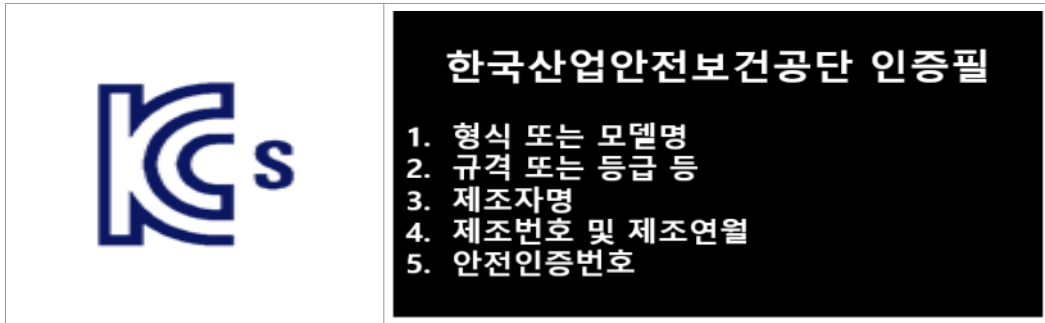 KCs
한국산업안전보건공단 인증필
1. 형식 또는 모델명
2. 규격 또는 등급 등
3. 제조자명
4. 제조번호 및 제조연월
5. 안전인증번호